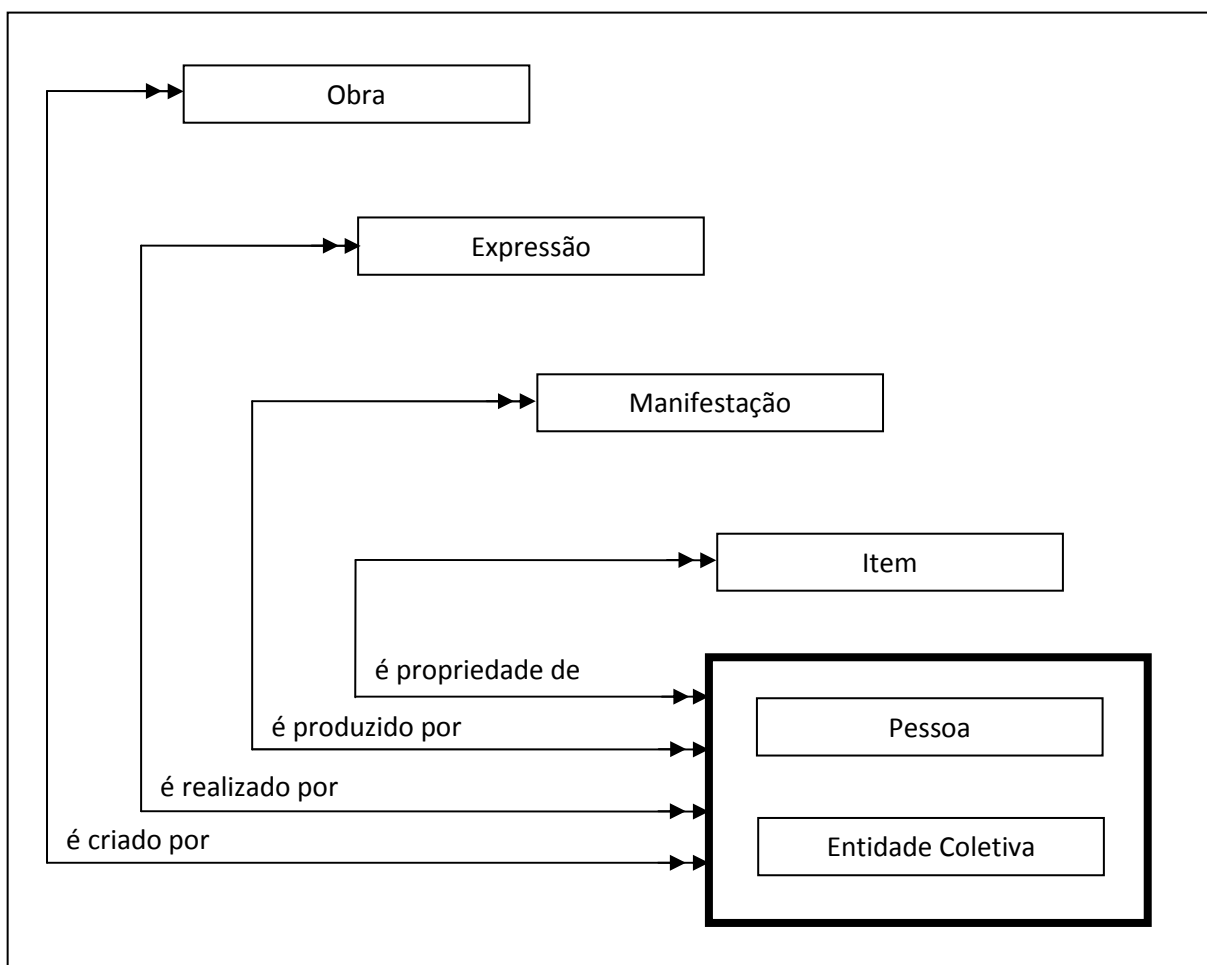 Obra
Expressão
Manifestação
Item
é propriedade de
Pessoa
é produzido por
é realizado por
é criado por
Entidade Coletiva